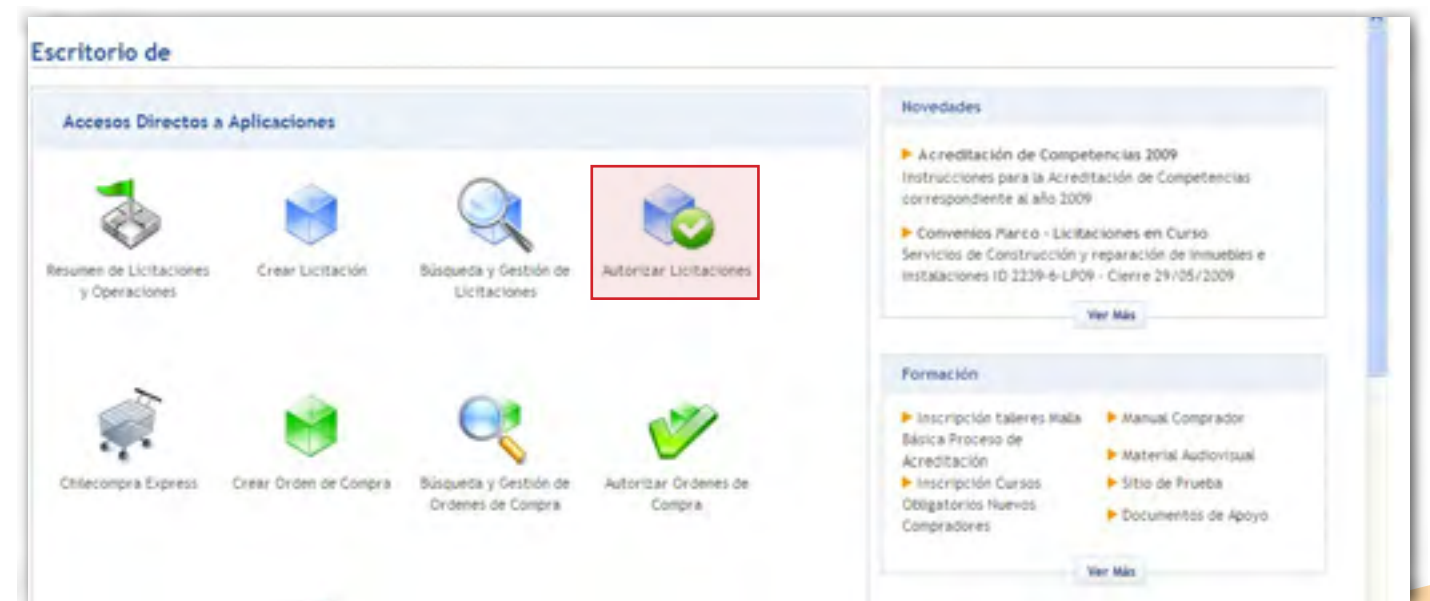 Escritorio de
Accesos Directos a Aplicaciones
Resumen de Licitaciones
y Operaciones
Crear Licitación
Búsqueda y Gestión de
Licitaciones
Autorizar Licitaciones
Chilecompra Express
Crear Orden de Compra
Búsqueda y Gestión de
Ordenes de Compra
Autorizar Ordenes de
Compra
Novedades
Acreditación de Competencias 2009
Instrucciones para la Acreditación de Competencias
correspondiente al año 2009
Convenios Marco - Licitaciones en Curso
Servicios de Construcción y reparación de inmuebles e
instalaciones ID 2239-6-LP09 - Cierre 29/05/2009
Ver Más
Formación
Inscripción talleres Malla
Básica Proceso de
Acreditación
Inscripción Cursos
Obligatorios Nuevos
Compradores
Manual Comprador
Material Audiovisual
Sitio de Prueba
Documentos de Apoyo
Ver Más